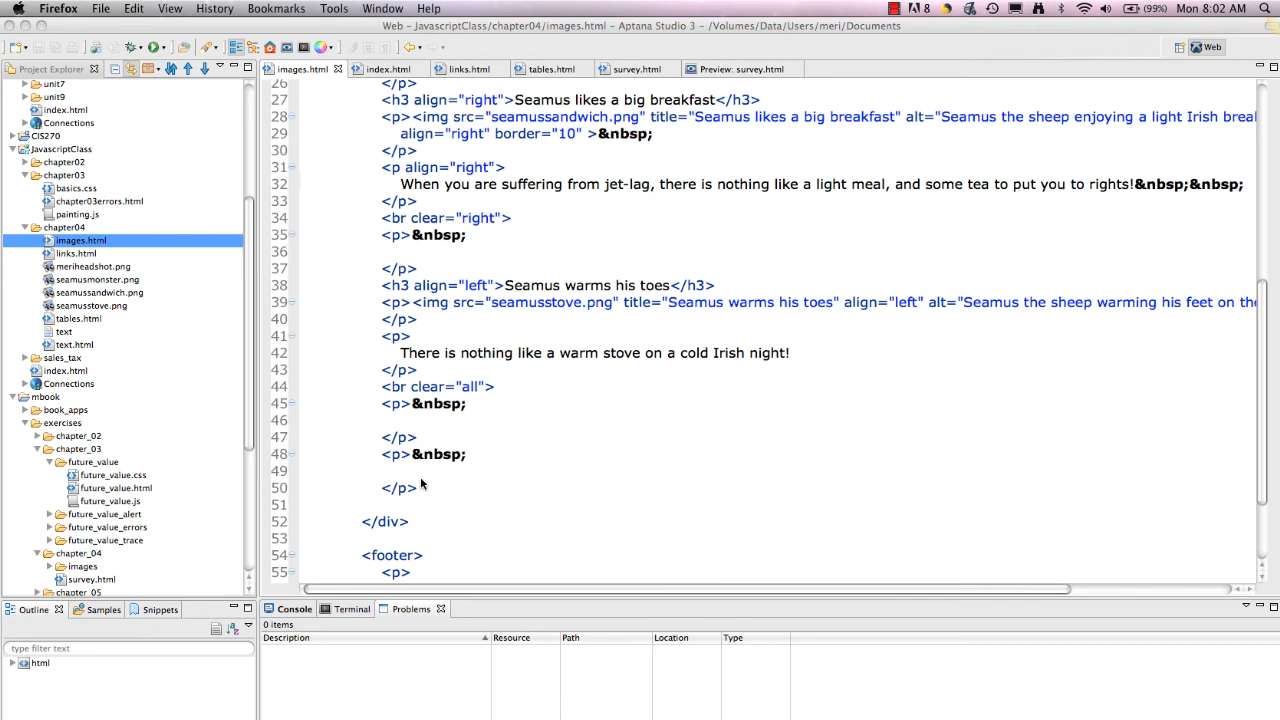 Firefox File Edit View History Bookmarks Tools Window Help A 8 (99%) Mon 8:02 AM
Web - JavascriptClass/chapter04/images.html - Aptana Studio 3 - /Volumes/Data/Users/meri/Documents
Web
Project Explorer
images.html index.html links.html tables.html survey.html Preview: survey.html
unit7
unit9
index.html
Connections
CIS270
JavascriptClass
chapter02
chapter03
basics.css
chapter03errors.html
painting.js
chapter04
images.html
links.html
meriheadshot.png
seamusmonster.png
seamussandwich.png
seamusstove.png
tables.html
text
text.html
sales_tax
index.html
Connections
mbook
book_apps
exercises
chapter_02
chapter_03
future_value
future_value.css
future_value.html
future_value.js
future_value_alert
future_value_errors
future_value_trace
chapter_04
images
survey.html
chapter_05
26 </p>
27 <h3 align="right">Seamus likes a big breakfast</h3>
28 <p><img src="seamussandwich.png" title="Seamus likes a big breakfast" alt="Seamus the sheep enjoying a light Irish brea
29 align="right" border="10" >&nbsp;
30 </p>
31 <p align="right">
32 When you are suffering from jet-lag, there is nothing like a light meal, and some tea to put you to rights!&nbsp;&nbsp;
33 </p>
34 <br clear="right">
35 <p>&nbsp;
36
37 </p>
38 <h3 align="left">Seamus warms his toes</h3>
39 <p><img src="seamusstove.png" title="Seamus warms his toes" align="left" alt="Seamus the sheep warming his feet on the
40 </p>
41 <p>
42 There is nothing like a warm stove on a cold Irish night!
43 </p>
44 <br clear="all">
45 <p>&nbsp;
46
47 </p>
48 <p>&nbsp;
49
50 </p>
51
52 </div>
53
54 <footer>
55 <p>
Outline Samples Snippets
type filter text
html
Console Terminal Problems
0 items
Description Resource Path Location Type